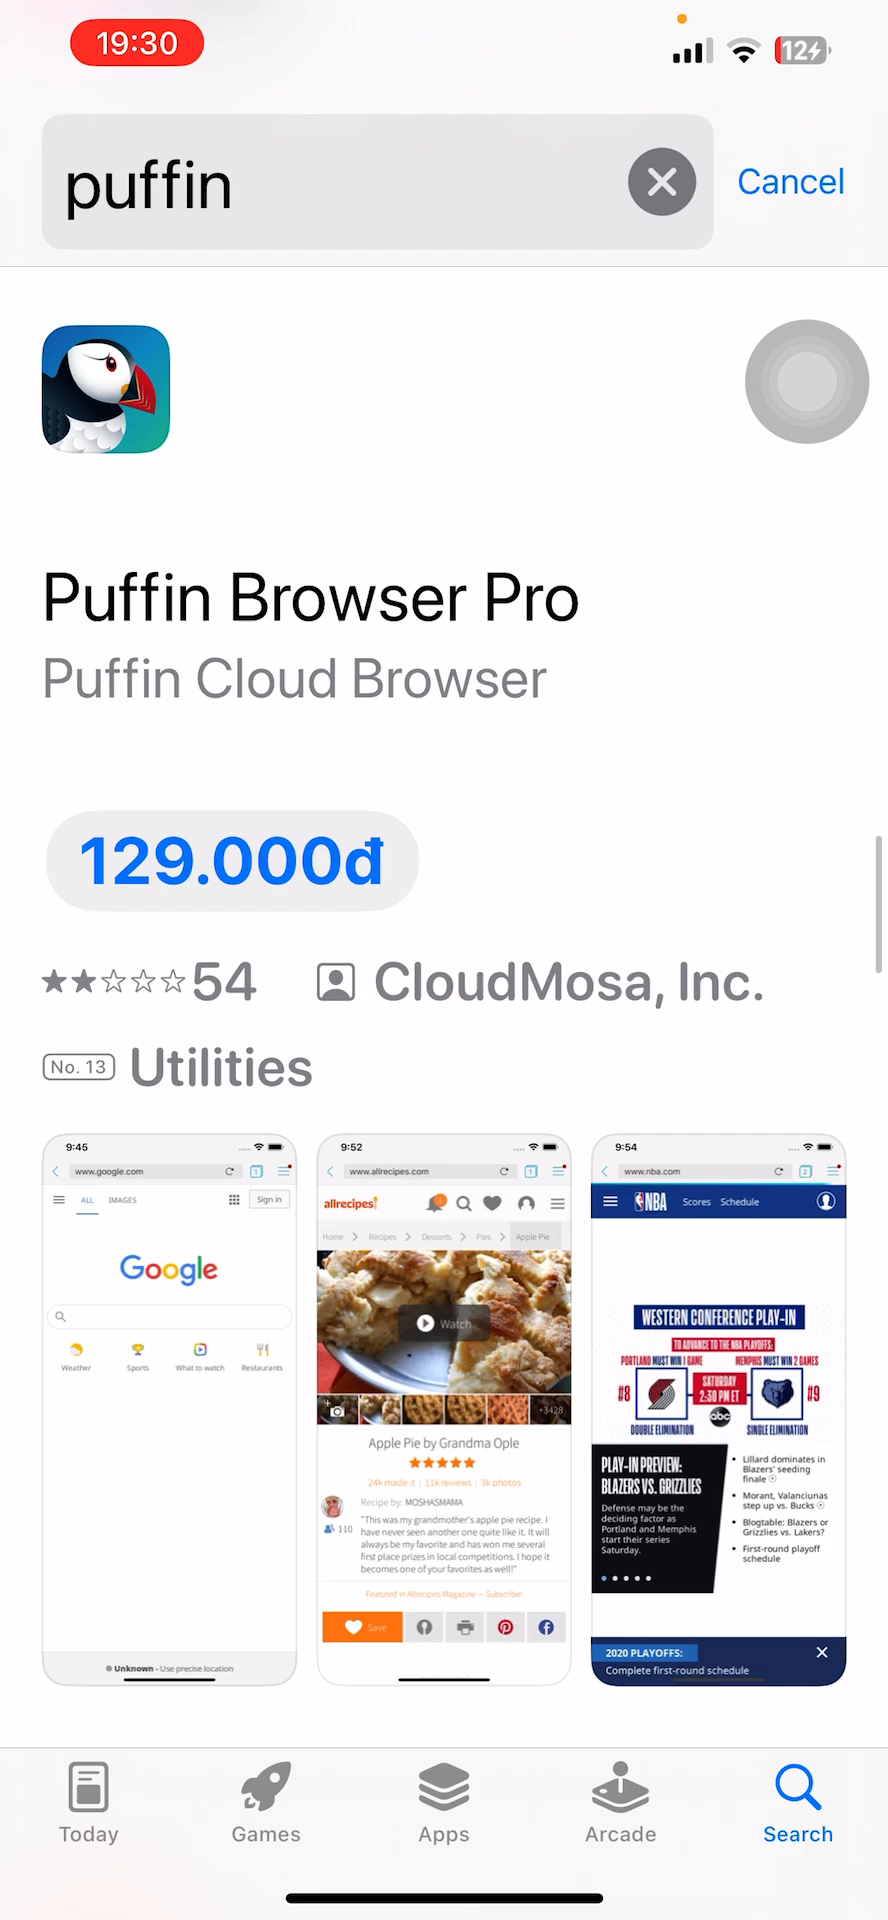 19:30
12
puffin
Cancel
Puffin Browser Pro
Puffin Cloud Browser
129.000đ
54 CloudMosa, Inc.
No. 13 Utilities
9:45
www.google.com
1
ALL IMAGES Sign in
Google
Weather Sports What to watch Restaurants
Unknown - Use precise location
9:52
www.allrecipes.com
1
allrecipes
Home Recipes Desserts Pies Apple Pie
Watch
+3428
Apple Pie by Grandma Ople
24k made it | 11k reviews | 3k photos
Recipe by: MOSHASMAMA
110
"This was my grandmother's apple pie recipe. I
have never seen another one quite like it. It will
always be my favorite and has won me several
first place prizes in local competitions. I hope it
becomes one of your favorites as well!"
Featured in Allrecipes Magazine — Subscribe!
Save
9:54
www.nba.com
2
NBA Scores Schedule
WESTERN CONFERENCE PLAY-IN
TO ADVANCE TO THE NBA PLAYOFFS:
PORTLAND MUST WIN 1 GAME MEMPHIS MUST WIN 2 GAMES
#8 SATURDAY #9
2:30 PM ET
abc
DOUBLE ELIMINATION SINGLE ELIMINATION
PLAY-IN PREVIEW:
BLAZERS VS. GRIZZLIES
Defense may be the
deciding factor as
Portland and Memphis
start their series
Saturday.
• Lillard dominates in
Blazers' seeding
finale
• Morant, Valanciunas
step up vs. Bucks
• Blogtable: Blazers or
Grizzlies vs. Lakers?
• First-round playoff
schedule
2020 PLAYOFFS:
Complete first-round schedule
Today Games Apps Arcade Search